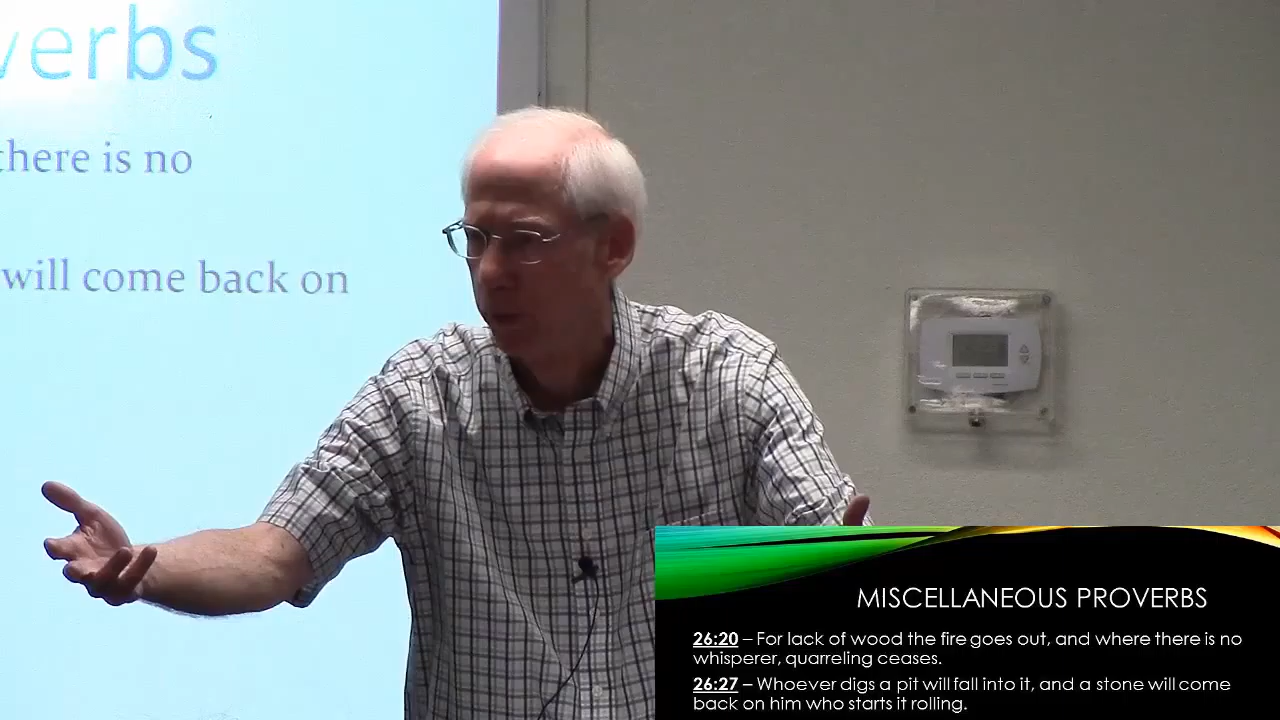 verbs
there is no
will come back on
MISCELLANEOUS PROVERBS
26:20 – For lack of wood the fire goes out, and where there is no
whisperer, quarreling ceases.
26:27 – Whoever digs a pit will fall into it, and a stone will come
back on him who starts it rolling.